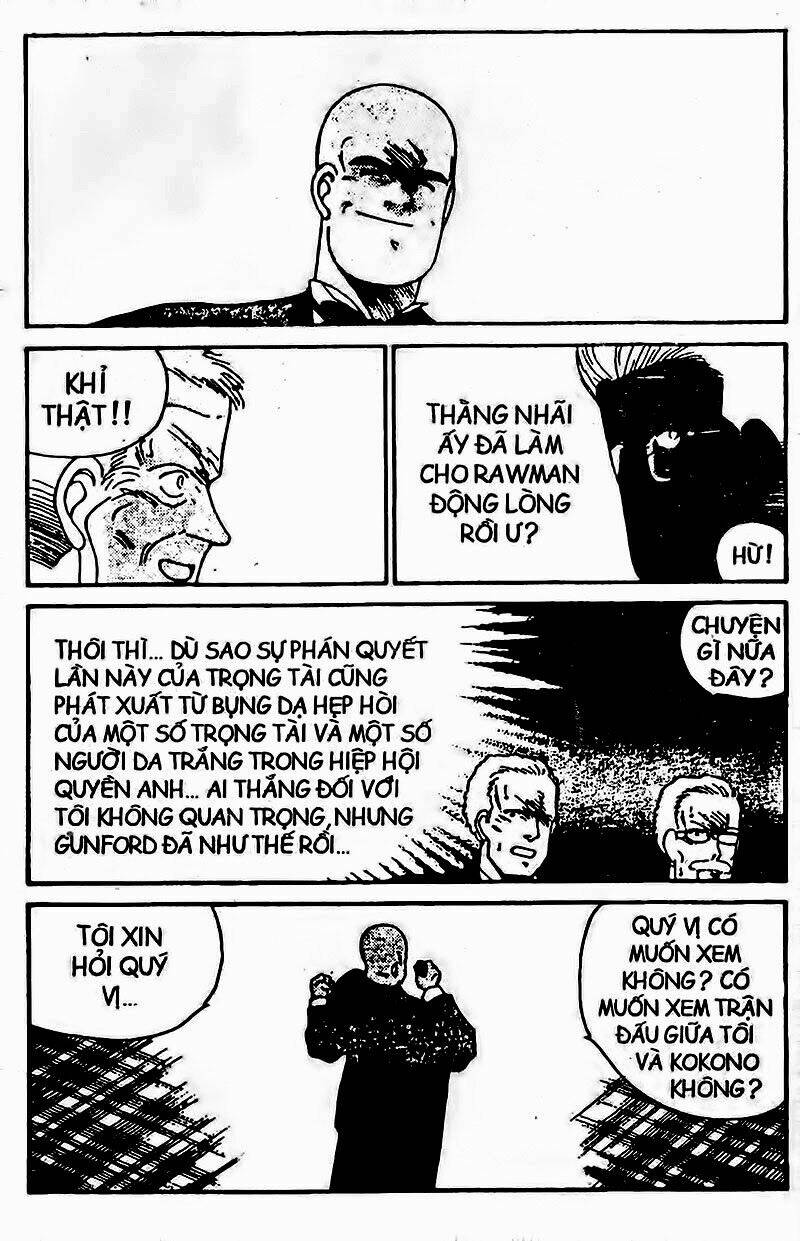 KHỈ
THẬT!!
THẰNG NHÃI
ẤY ĐÃ LÀM
CHO RAWMAN
ĐỘNG LÒNG
RỒI Ư?
HỪ!
THÔI THÌ... DÙ SAO SỰ PHÁN QUYẾT
LẦN NÀY CỦA TRỌNG TÀI CŨNG
PHÁT XUẤT TỪ BỤNG DẠ HẸP HÒI
CỦA MỘT SỐ TRỌNG TÀI VÀ MỘT SỐ
NGƯỜI DA TRẮNG TRONG HIỆP HỘI
QUYỀN ANH... AI THẮNG ĐỐI VỚI
TÔI KHÔNG QUAN TRỌNG, NHƯNG
GUNFORD ĐÃ NHƯ THẾ RỒI...
CHUYỆN
GÌ NỮA
ĐÂY?
TÔI XIN
HỎI QUÝ
VỊ...
QUÝ VỊ CÓ
MUỐN XEM
KHÔNG? CÓ
MUỐN XEM TRẬN
ĐẤU GIỮA TÔI
VÀ KOKONO
KHÔNG?